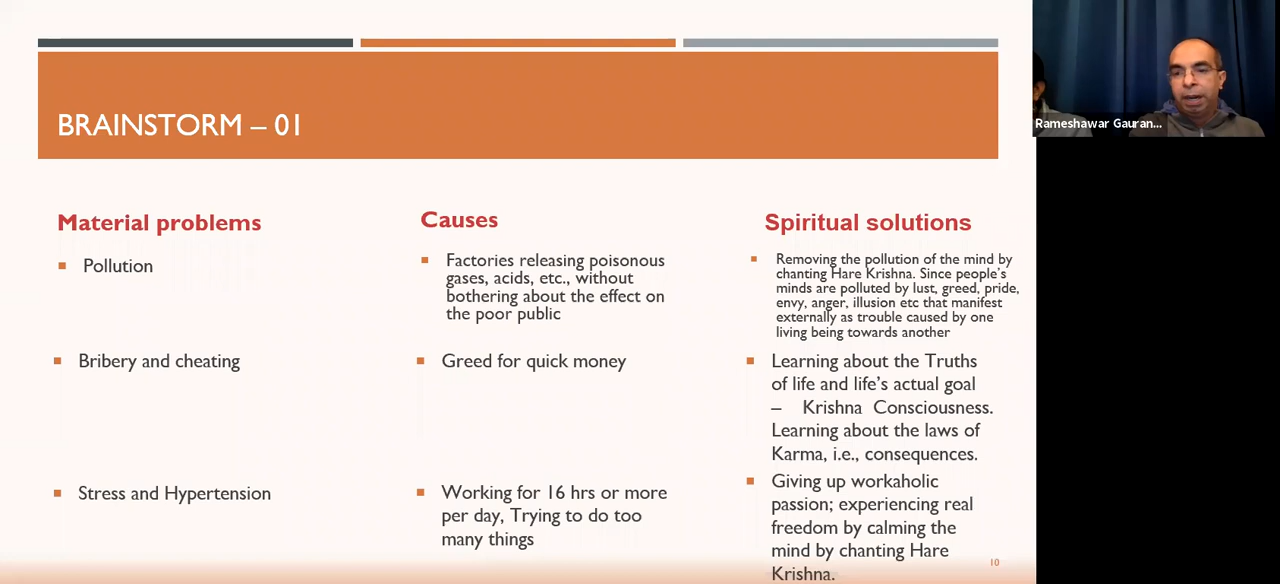 BRAINSTORM – 01
Rameshawar Gauran...
Material problems
Causes
Spiritual solutions
Pollution
Factories releasing poisonous
gases, acids, etc., without
bothering about the effect on
the poor public
Removing the pollution of the mind by
chanting Hare Krishna. Since people's
minds are polluted by lust, greed, pride,
envy, anger, illusion etc that manifest
externally as trouble caused by one
living being towards another
Bribery and cheating
Greed for quick money
Learning about the Truths
of life and life's actual goal
– Krishna Consciousness.
Learning about the laws of
Karma, i.e., consequences.
Stress and Hypertension
Working for 16 hrs or more
per day, Trying to do too
many things
Giving up workaholic
passion; experiencing real
freedom by calming the
mind by chanting Hare
Krishna.
10